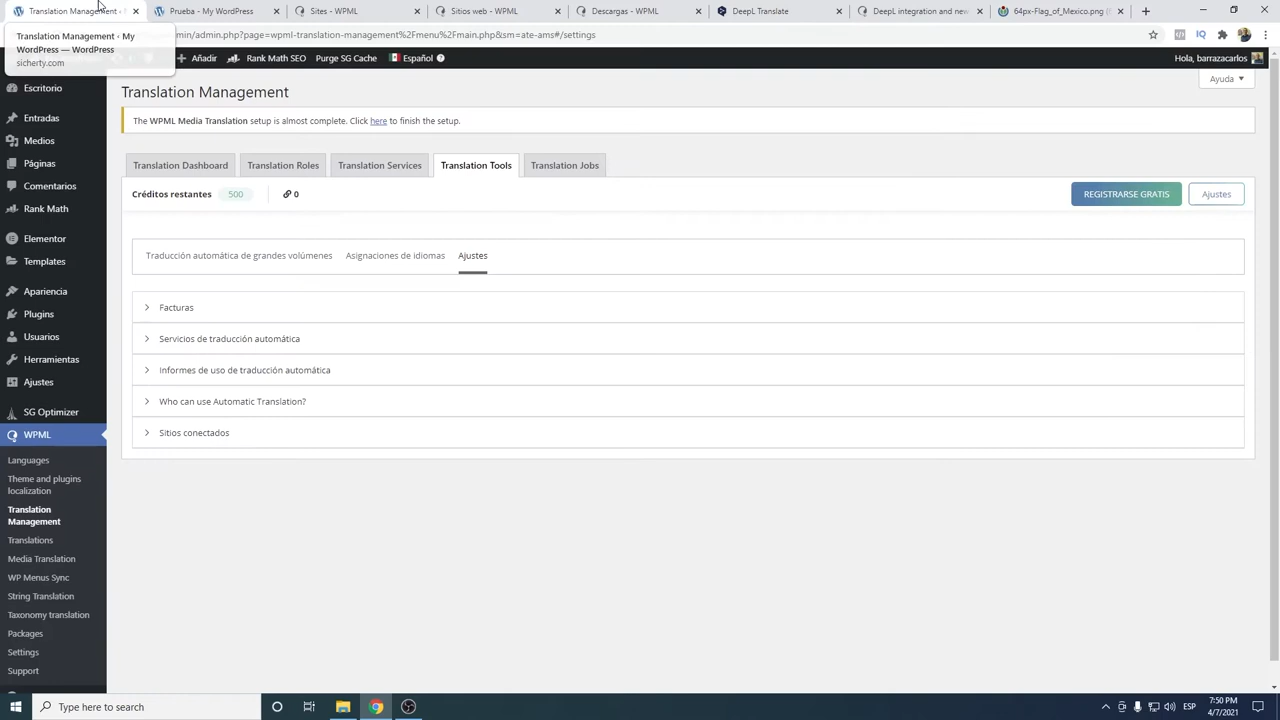 Translation Management
Prueba - My WordPress
Sites - WPML
Sitios web - WPML
Descargas - WPML
DeepL Translate
DeepL integration and new
64px-Flag_of_Mexico.png (
Translation Management ‹ My
WordPress — WordPress
sicherty.com
min/admin.php?page=wpml-translation-management%2Fmenu%2Fmain.php&sm=ate-ams#/settings
Añadir
Rank Math SEO
Purge SG Cache
Español
Hola, barrazacarlos
Escritorio
Entradas
Medios
Páginas
Comentarios
Rank Math
Elementor
Templates
Apariencia
Plugins
Usuarios
Herramientas
Ajustes
SG Optimizer
WPML
Languages
Theme and plugins
localization
Translation
Management
Translations
Media Translation
WP Menus Sync
String Translation
Taxonomy translation
Packages
Settings
Support
Ayuda
Translation Management
The WPML Media Translation setup is almost complete. Click here to finish the setup.
Translation Dashboard
Translation Roles
Translation Services
Translation Tools
Translation Jobs
Créditos restantes 500
0
REGISTRARSE GRATIS
Ajustes
Traducción automática de grandes volúmenes
Asignaciones de idiomas
Ajustes
Facturas
Servicios de traducción automática
Informes de uso de traducción automática
Who can use Automatic Translation?
Sitios conectados
Type here to search
ESP
7:50 PM
4/7/2021